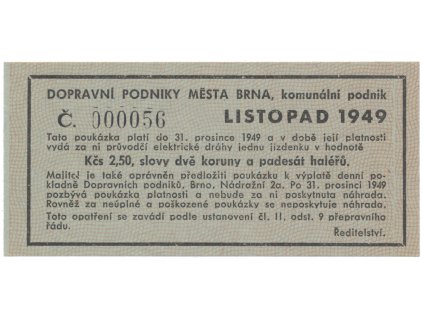 DOPRAVNÍ PODNIKY MĚSTA BRNA, komunální podnik
Č. 000056 LISTOPAD 1949
Tato poukázka platí do 31. prosince 1949 a v době její platnosti
vydá za ni průvodčí elektrické dráhy jednu jízdenku v hodnotě
Kčs 2,50, slovy dvě koruny a padesát haléřů.
Majitel je také oprávněn předložiti poukázku k výplatě denní po-
kladně Dopravních podniků, Brno, Nádražní 2a. Po 31. prosinci 1949
pozbývá poukázka platnosti a nebude za ni poskytnuta náhrada.
Rovněž za neúplné a poškozené poukázky se neposkytuje náhrada.
Toto opatření se zavádí podle ustanovení čl. II. odst. 9 přepravního
řádu.
Ředitelství.